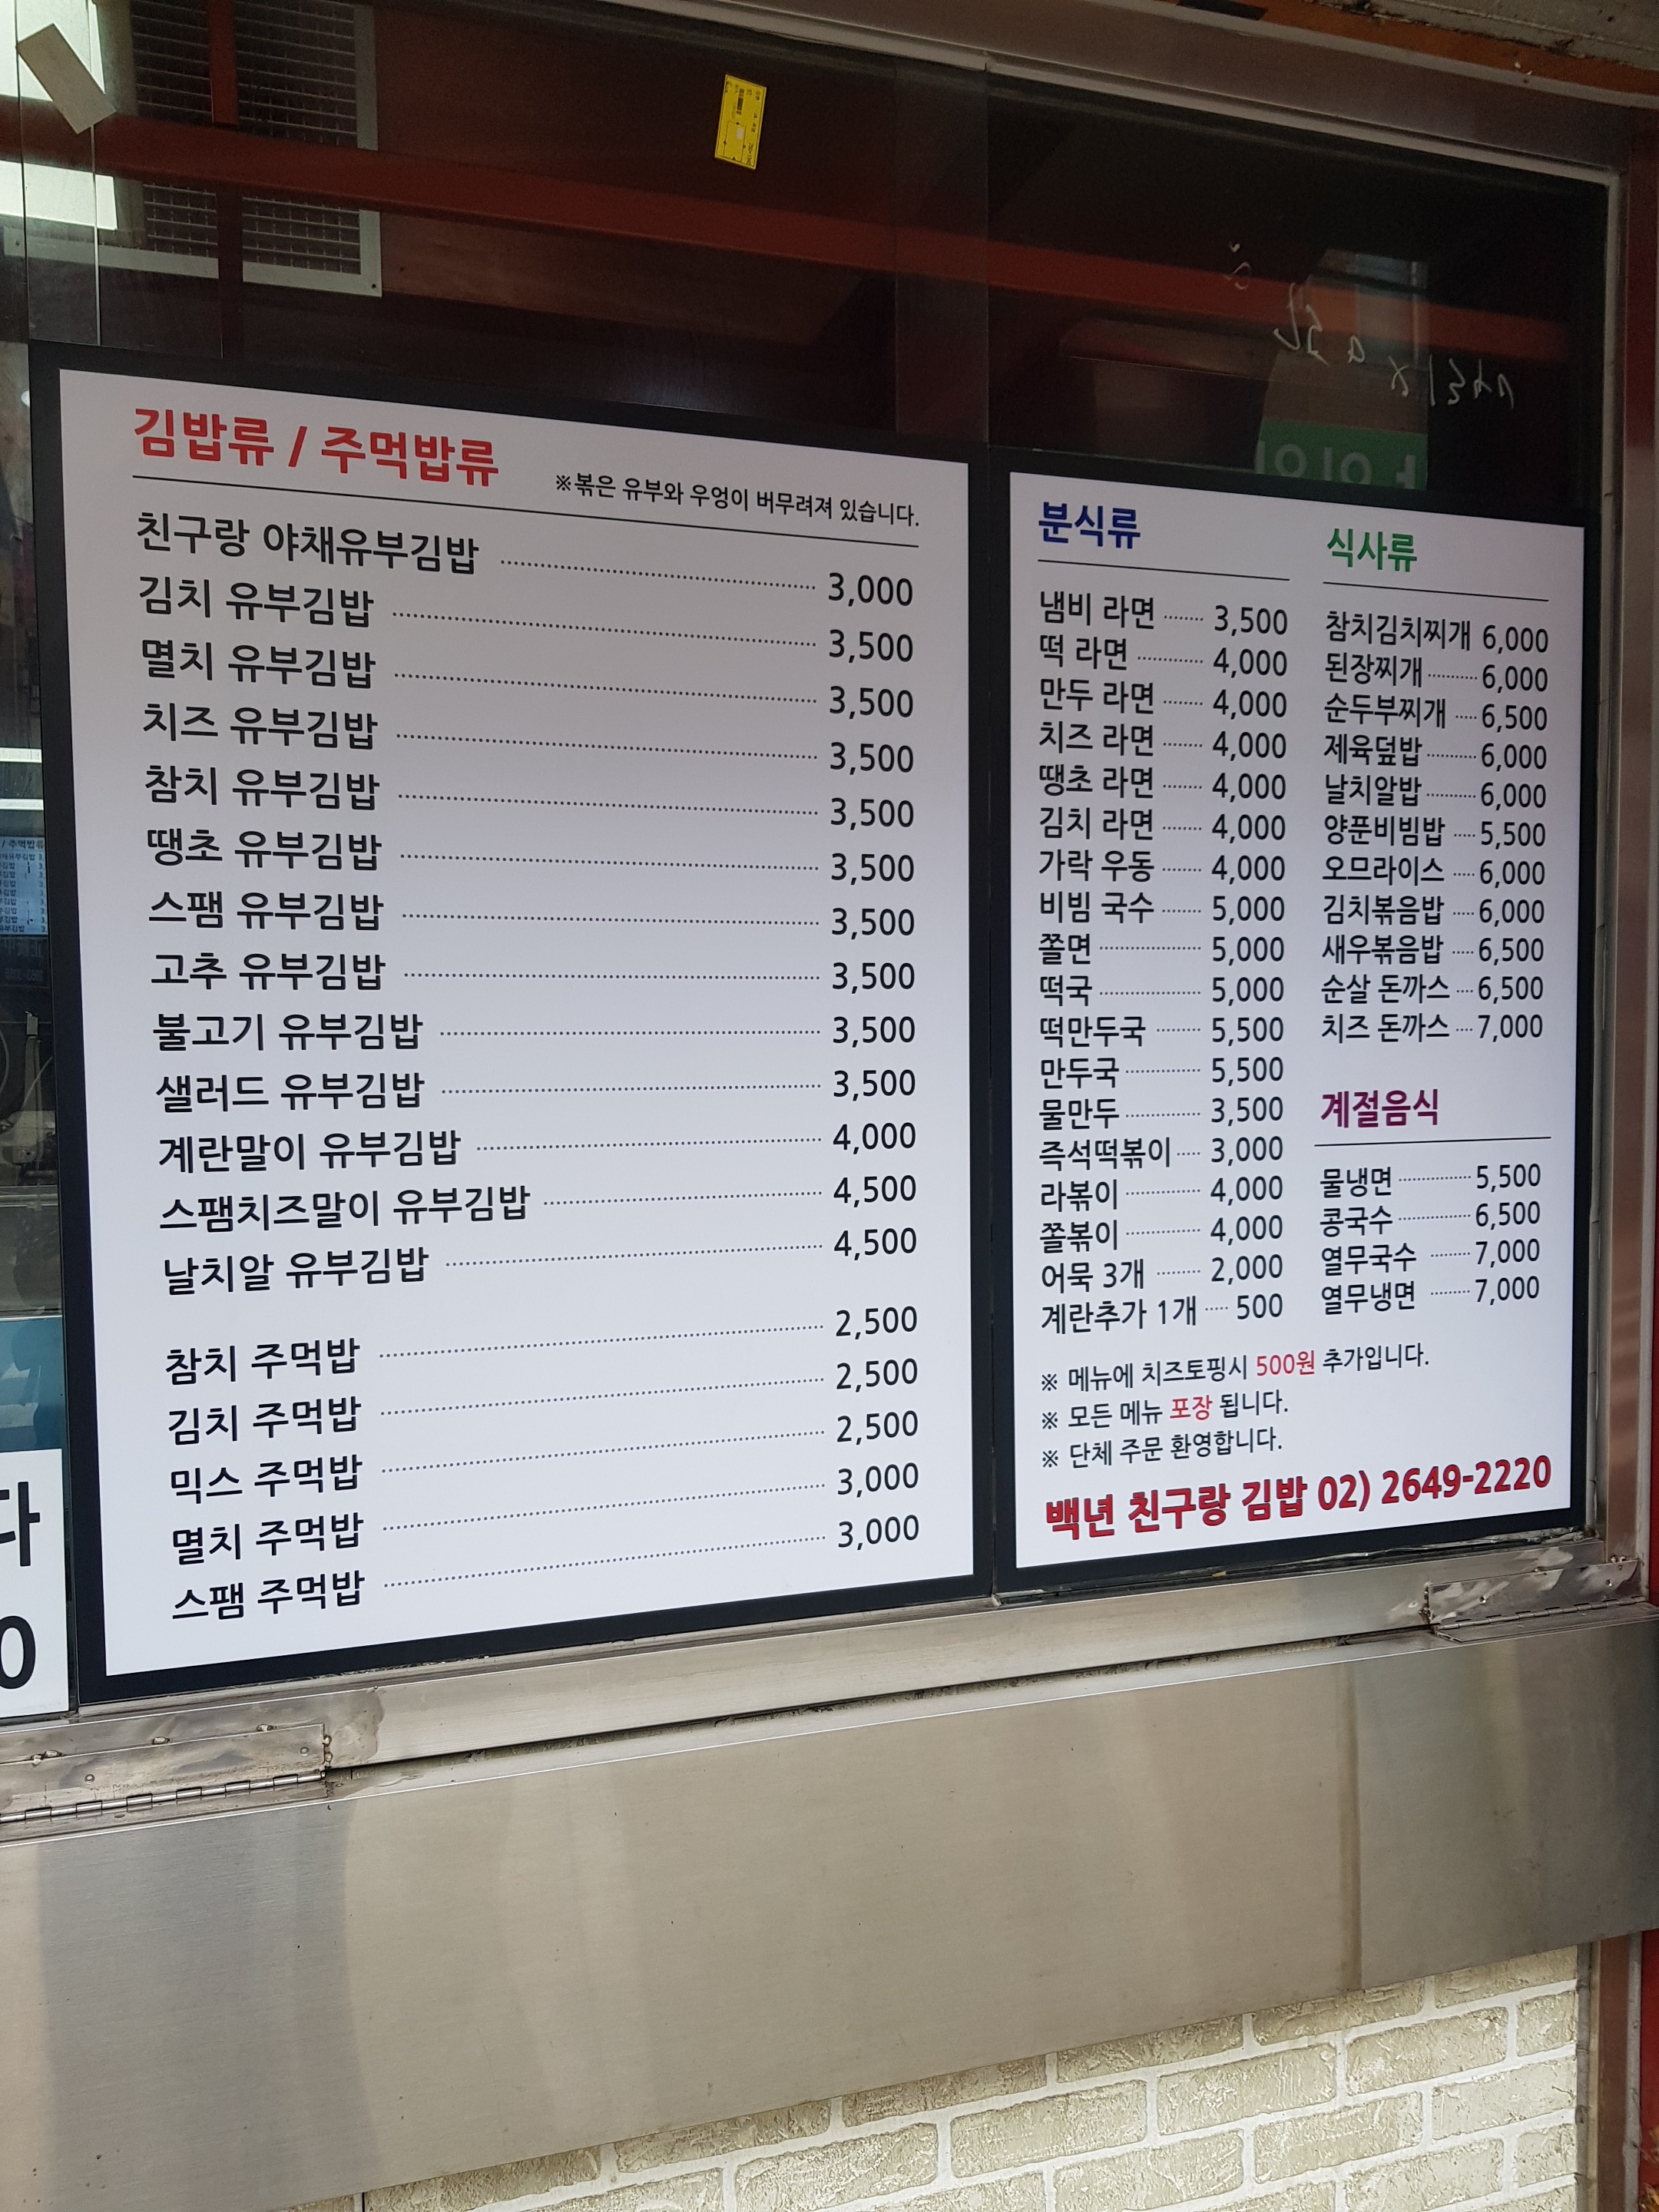 김밥류 / 주먹밥류
※볶은 유부와 우엉이 버무려져 있습니다.
친구랑 야채유부김밥 3,000
김치 유부김밥 3,500
멸치 유부김밥 3,500
치즈 유부김밥 3,500
참치 유부김밥 3,500
땡초 유부김밥 3,500
스팸 유부김밥 3,500
고추 유부김밥 3,500
불고기 유부김밥 3,500
샐러드 유부김밥 3,500
계란말이 유부김밥 4,000
스팸치즈말이 유부김밥 4,500
날치알 유부김밥 4,500
참치 주먹밥 2,500
김치 주먹밥 2,500
믹스 주먹밥 2,500
멸치 주먹밥 3,000
스팸 주먹밥 3,000
분식류
냄비 라면 3,500
떡 라면 4,000
만두 라면 4,000
치즈 라면 4,000
땡초 라면 4,000
김치 라면 4,000
가락 우동 4,000
비빔 국수 5,000
쫄면 5,000
떡국 5,000
떡만두국 5,500
만두국 5,500
물만두 3,500
즉석떡볶이 3,000
라볶이 4,000
쫄볶이 4,000
어묵 3개 2,000
계란추가 1개 500
식사류
참치김치찌개 6,000
된장찌개 6,000
순두부찌개 6,500
제육덮밥 6,000
날치알밥 6,000
양푼비빔밥 5,500
오므라이스 6,000
김치볶음밥 6,000
새우볶음밥 6,500
순살 돈까스 6,500
치즈 돈까스 7,000
계절음식
물냉면 5,500
콩국수 6,500
열무국수 7,000
열무냉면 7,000
※ 메뉴에 치즈토핑시 500원 추가입니다.
※ 모든 메뉴 포장 됩니다.
※ 단체 주문 환영합니다.
백년 친구랑 김밥 02) 2649-2220
다
0